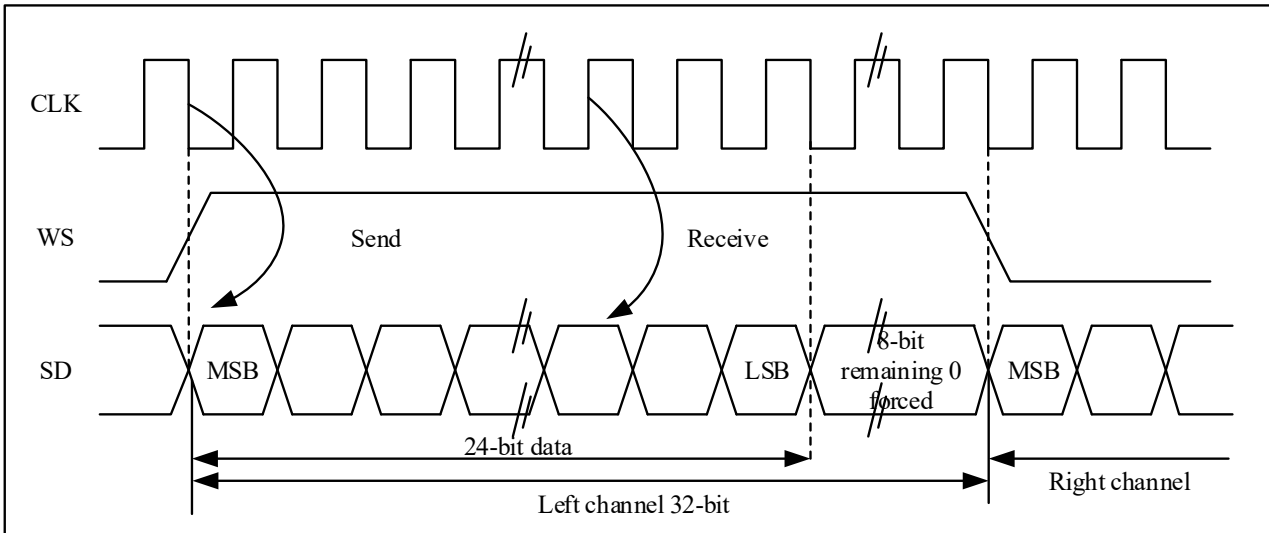 CLK
WS
Send
Receive
SD
MSB
LSB
8-bit
remaining 0
forced
MSB
24-bit data
Left channel 32-bit
Right channel